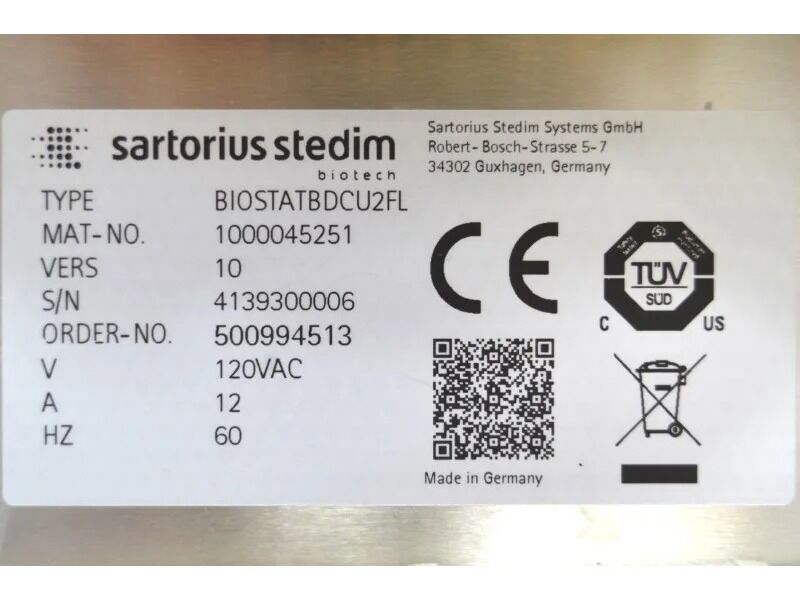 sartorius stedim
biotech
Sartorius Stedim Systems GmbH
Robert-Bosch-Strasse 5-7
34302 Guxhagen, Germany
TYPE BIOSTATBDCU2FL
MAT-NO. 1000045251
VERS 10
S/N 4139300006
ORDER-NO. 500994513
V 120VAC
A 12
HZ 60
CE
TÜV
SÜD
C US
Made in Germany